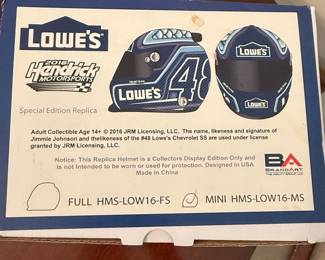 LOWE'S
2016
Hendrick
MOTORSPORTS
Special Edition Replica
LOWE'S
48
LOWE'S
Adult Collectible Age 14+ © 2016 JRM Licensing, LLC. The name, likeness and signature of
Jimmie Johnson and thelikeness of the #48 Lowe's Chevrolet SS are used under license
granted by JRM Licensing, LLC.
Notice: This Replica Helmet is a Collectors Display Edition Only and is
not Intended to be worn or used for protection. Designed in USA
Made in China
BA
BRANDART
FULL HMS-LOW16-FS
MINI HMS-LOW16-MS